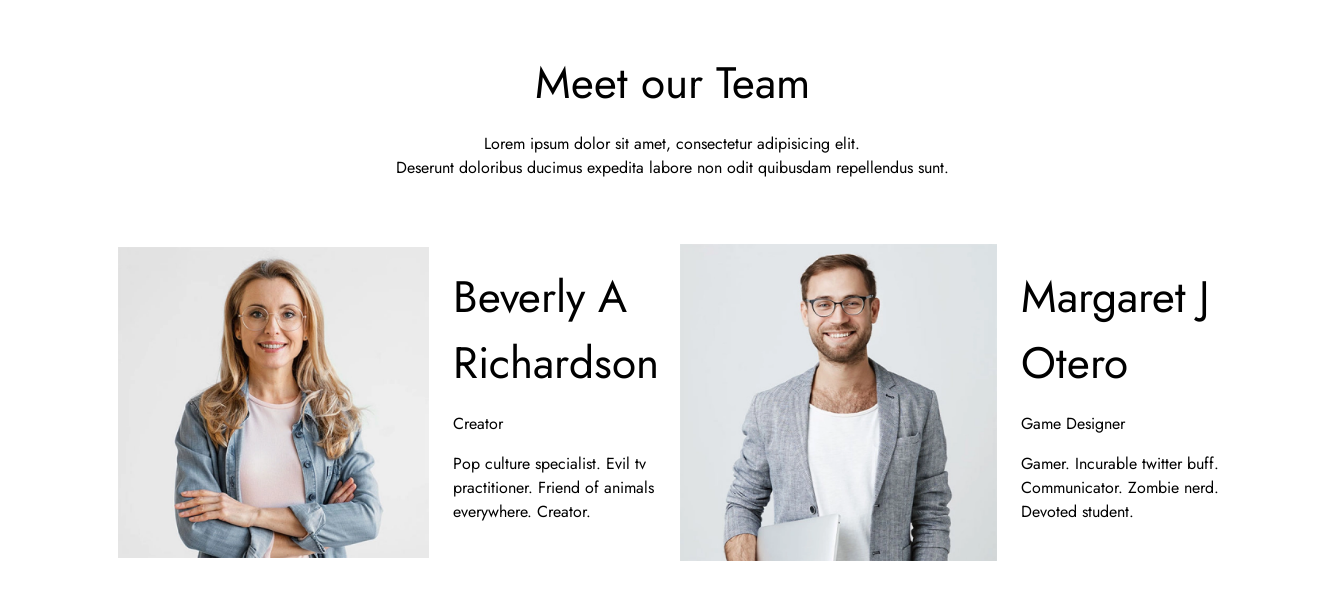 Meet our Team
Lorem ipsum dolor sit amet, consectetur adipisicing elit.
Deserunt doloribus ducimus expedita labore non odit quibusdam repellendus sunt.
Beverly A
Richardson
Creator
Pop culture specialist. Evil tv
practitioner. Friend of animals
everywhere. Creator.
Margaret J
Otero
Game Designer
Gamer. Incurable twitter buff.
Communicator. Zombie nerd.
Devoted student.